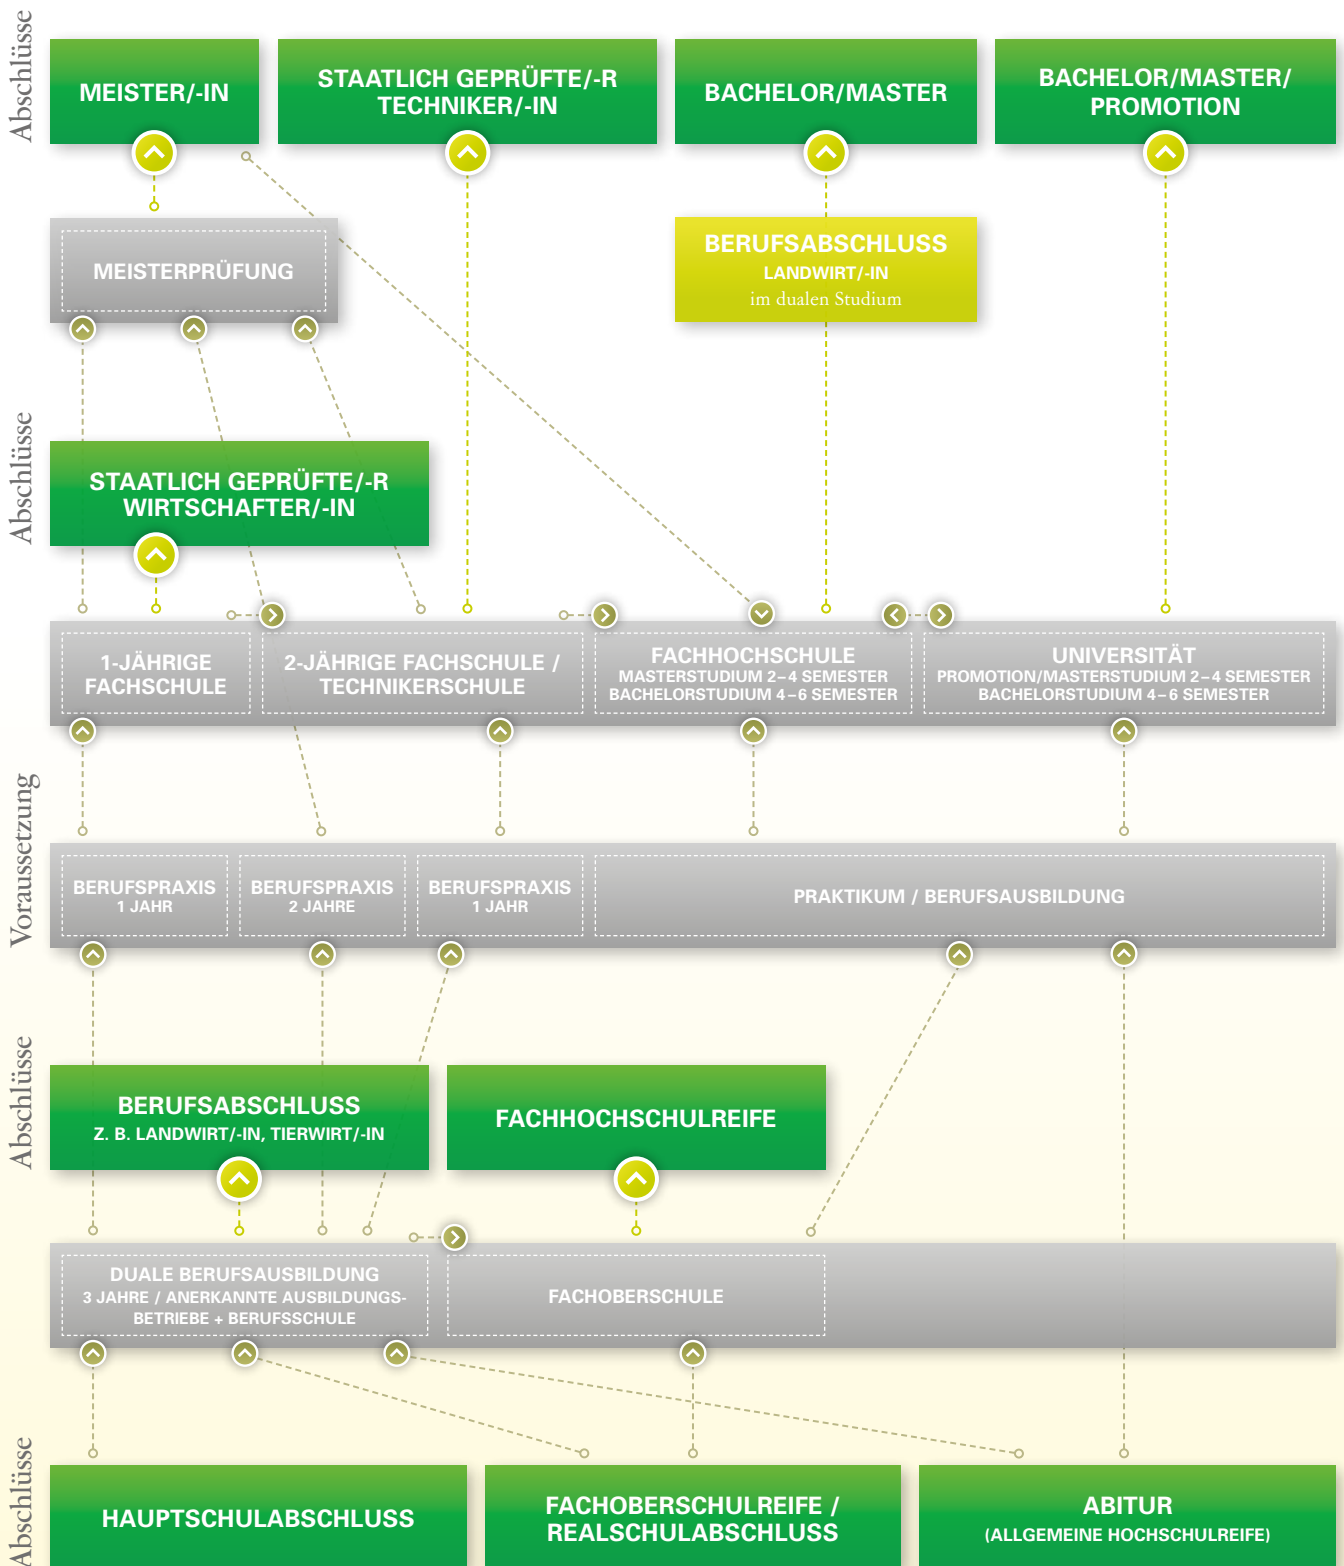 Abschlüsse
MEISTER/-IN
STAATLICH GEPRÜFTE/-R
TECHNIKER/-IN
BACHELOR/MASTER
BACHELOR/MASTER/
PROMOTION
MEISTERPRÜFUNG
BERUFSABSCHLUSS
LANDWIRT/-IN
im dualen Studium
Abschlüsse
STAATLICH GEPRÜFTE/-R
WIRTSCHAFTER/-IN
1-JÄHRIGE
FACHSCHULE
2-JÄHRIGE FACHSCHULE /
TECHNIKERSCHULE
FACHHOCHSCHULE
MASTERSTUDIUM 2–4 SEMESTER
BACHELORSTUDIUM 4–6 SEMESTER
UNIVERSITÄT
PROMOTION/MASTERSTUDIUM 2–4 SEMESTER
BACHELORSTUDIUM 4–6 SEMESTER
Voraussetzung
BERUFSPRAXIS
1 JAHR
BERUFSPRAXIS
2 JAHRE
BERUFSPRAXIS
1 JAHR
PRAKTIKUM / BERUFSAUSBILDUNG
Abschlüsse
BERUFSABSCHLUSS
Z. B. LANDWIRT/-IN, TIERWIRT/-IN
FACHHOCHSCHULREIFE
DUALE BERUFSAUSBILDUNG
3 JAHRE / ANERKANNTE AUSBILDUNGS-
BETRIEBE + BERUFSSCHULE
FACHOBERSCHULE
Abschlüsse
HAUPTSCHULABSCHLUSS
FACHOBERSCHULREIFE /
REALSCHULABSCHLUSS
ABITUR
(ALLGEMEINE HOCHSCHULREIFE)